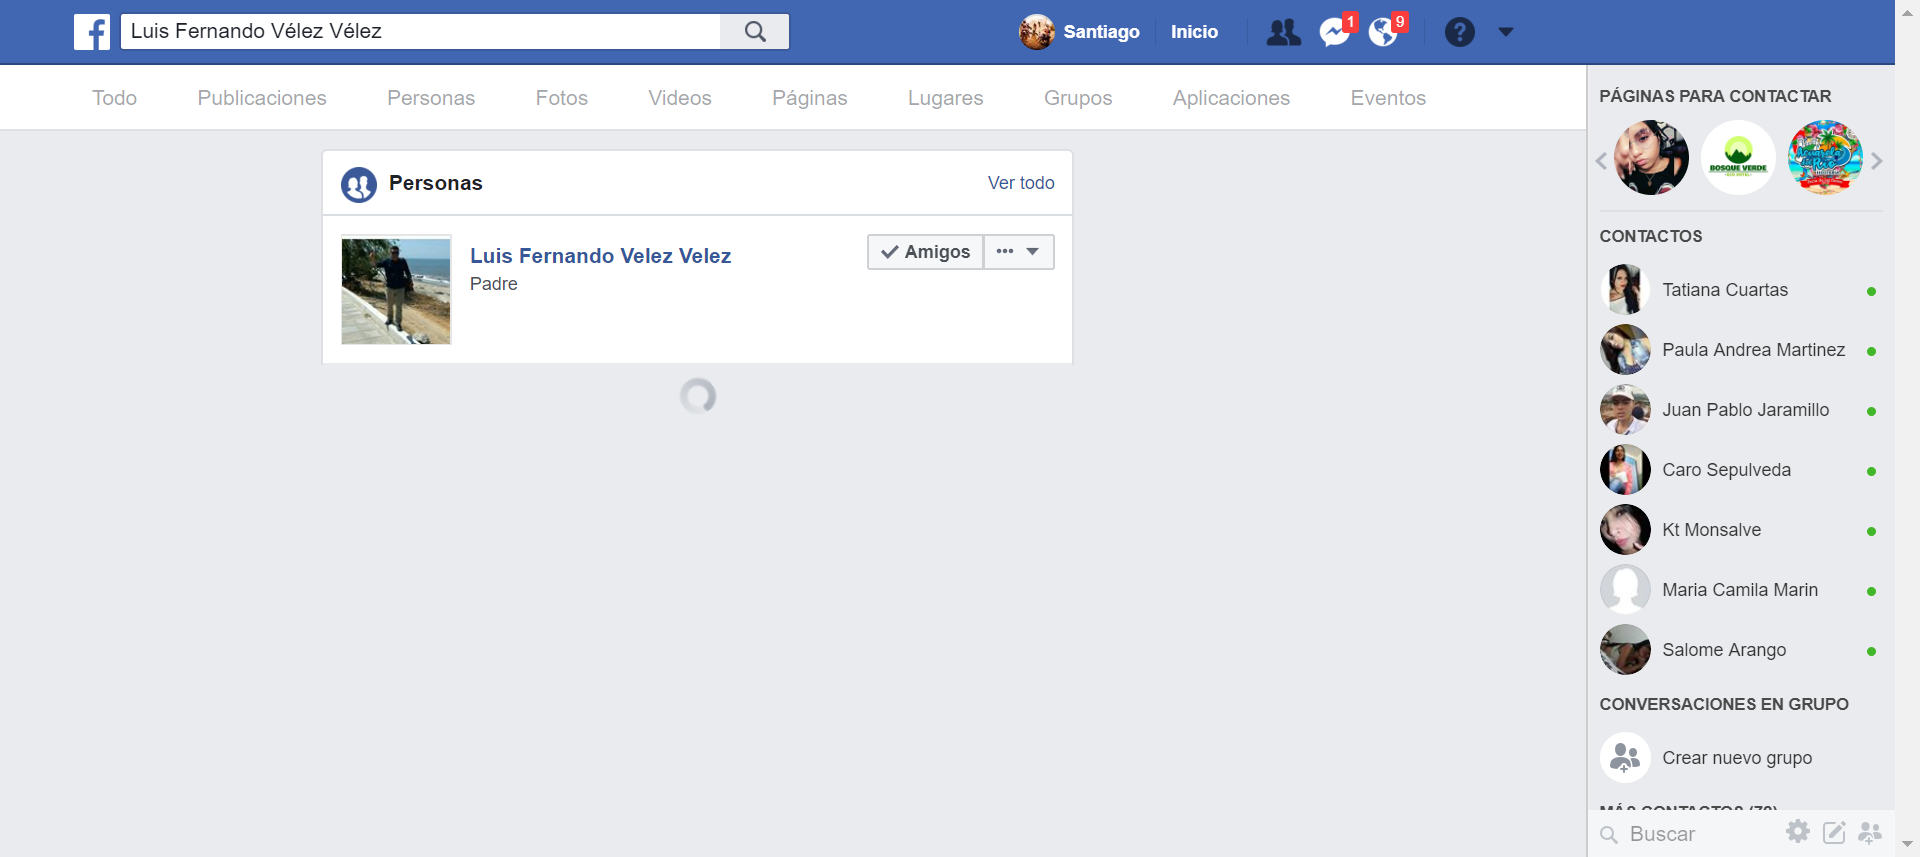 Luis Fernando Vélez Vélez
Santiago
Inicio
1
9
?
Todo
Publicaciones
Personas
Fotos
Videos
Páginas
Lugares
Grupos
Aplicaciones
Eventos
Personas
Ver todo
Luis Fernando Velez Velez
Padre
Amigos
PÁGINAS PARA CONTACTAR
BOSQUE VERDE
CONTACTOS
Tatiana Cuartas
Paula Andrea Martinez
Juan Pablo Jaramillo
Caro Sepulveda
Kt Monsalve
Maria Camila Marin
Salome Arango
CONVERSACIONES EN GRUPO
Crear nuevo grupo
MÁS CONTACTOS (79)
Buscar